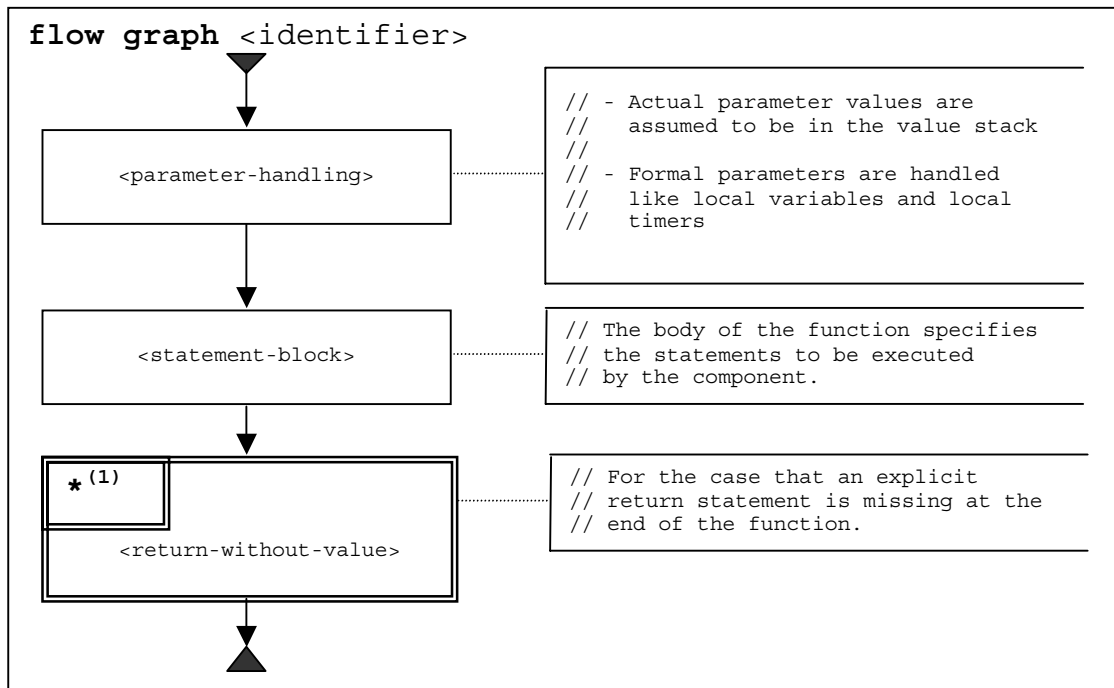 flow graph <identifier>
<parameter-handling>
// - Actual parameter values are
//   assumed to be in the value stack
//
// - Formal parameters are handled
//   like local variables and local
//   timers
<statement-block>
// The body of the function specifies
// the statements to be executed
// by the component.
*(1)
<return-without-value>
// For the case that an explicit
// return statement is missing at the
// end of the function.